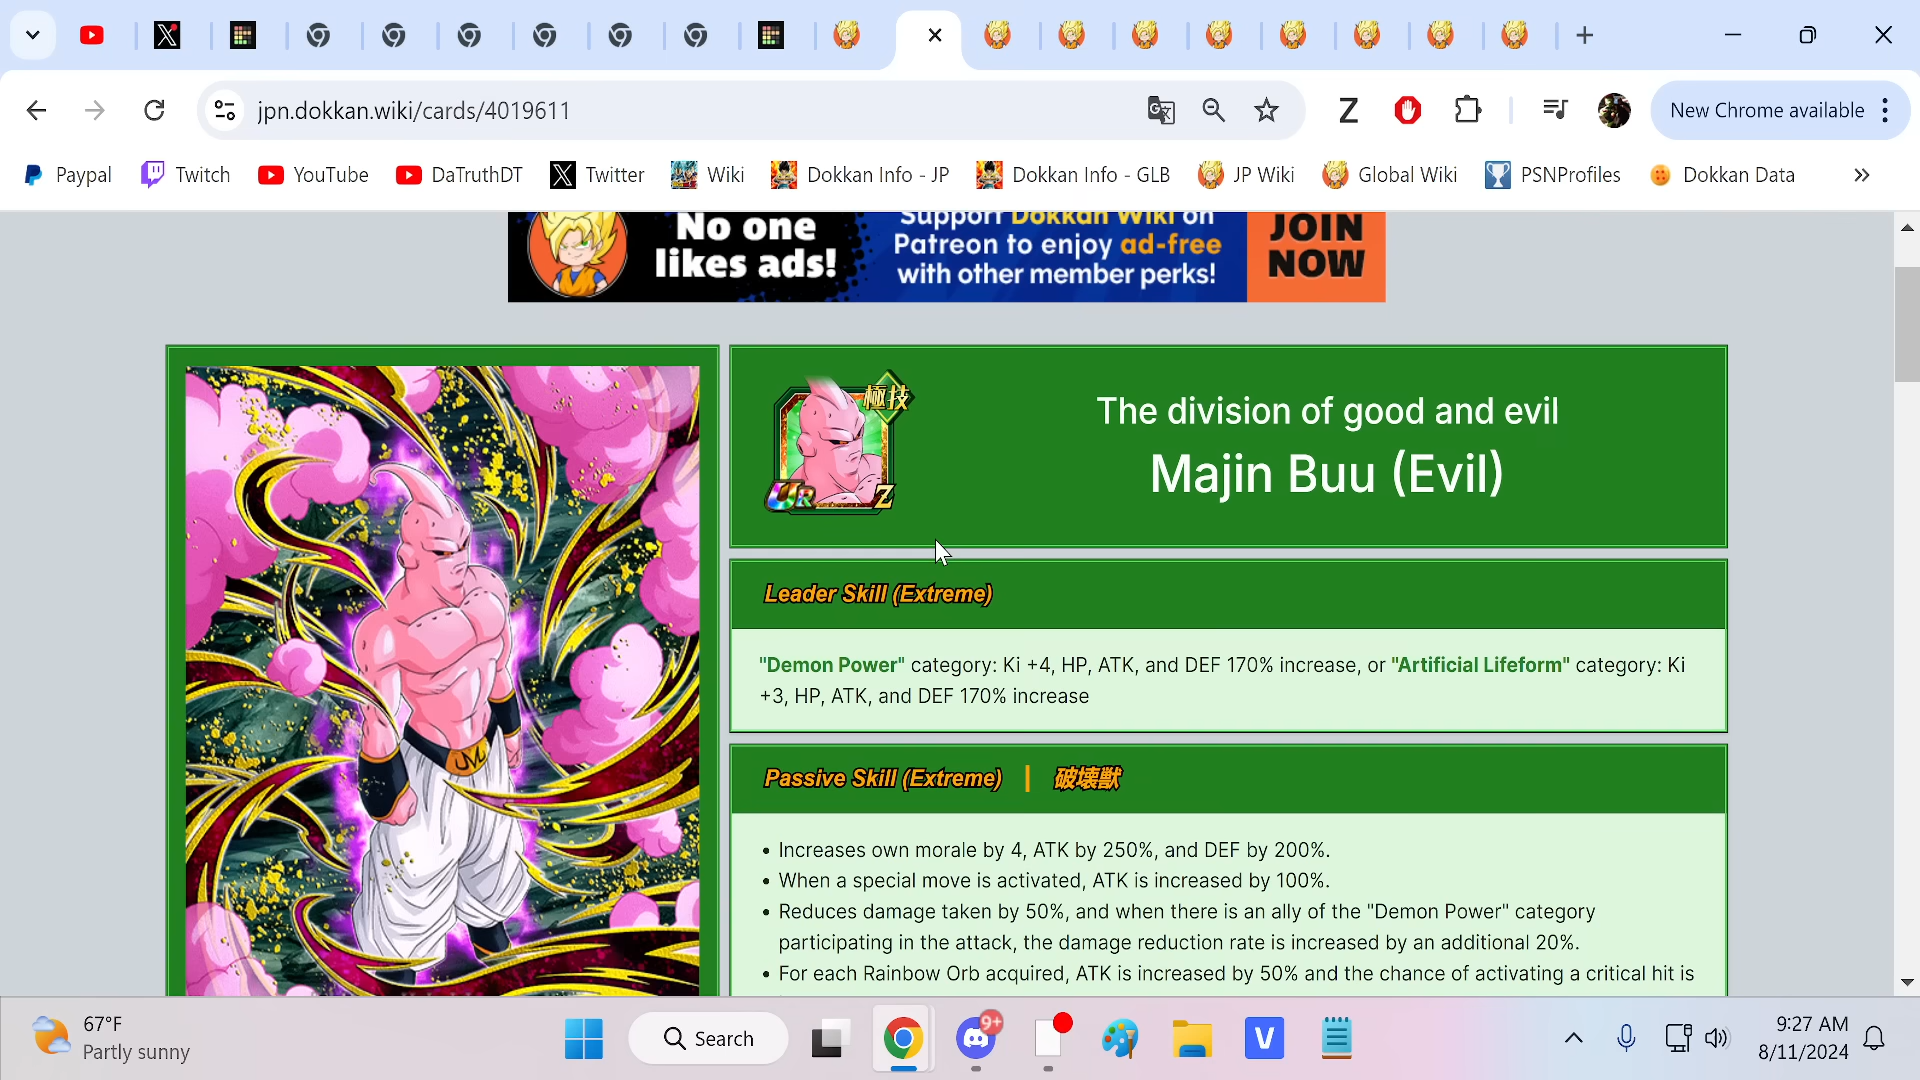 jpn.dokkan.wiki/cards/4019611
New Chrome available
Paypal
Twitch
YouTube
DaTruthDT
Twitter
Wiki
Dokkan Info - JP
Dokkan Info - GLB
JP Wiki
Global Wiki
PSNProfiles
Dokkan Data
No one
likes ads!
Support Dokkan Wiki on
Patreon to enjoy ad-free
with other member perks!
JOIN
NOW
極技
UR
Z
The division of good and evil
Majin Buu (Evil)
Leader Skill (Extreme)
"Demon Power" category: Ki +4, HP, ATK, and DEF 170% increase, or "Artificial Lifeform" category: Ki
+3, HP, ATK, and DEF 170% increase
Passive Skill (Extreme) | 破壊獣
• Increases own morale by 4, ATK by 250%, and DEF by 200%.
• When a special move is activated, ATK is increased by 100%.
• Reduces damage taken by 50%, and when there is an ally of the "Demon Power" category
participating in the attack, the damage reduction rate is increased by an additional 20%.
• For each Rainbow Orb acquired, ATK is increased by 50% and the chance of activating a critical hit is
67°F
Partly sunny
Search
9+
V
9:27 AM
8/11/2024